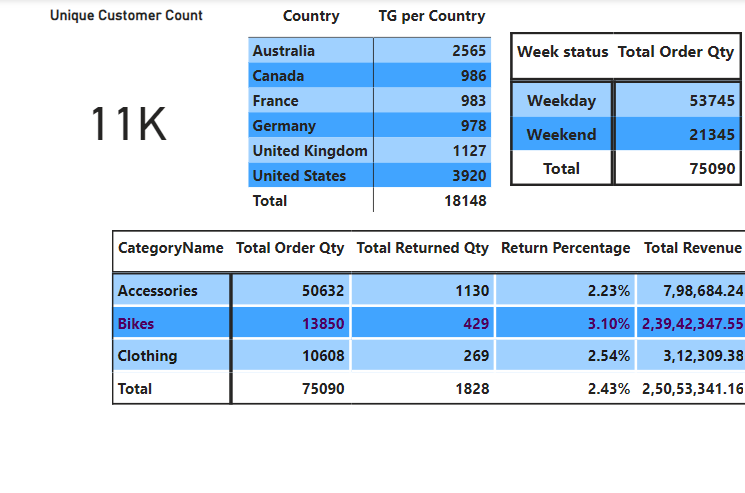 Unique Customer Count
11K
Country TG per Country
Australia 2565
Canada 986
France 983
Germany 978
United Kingdom 1127
United States 3920
Total 18148
Week status Total Order Qty
Weekday 53745
Weekend 21345
Total 75090
CategoryName Total Order Qty Total Returned Qty Return Percentage Total Revenue
Accessories 50632 1130 2.23% 7,98,684.24
Bikes 13850 429 3.10% 2,39,42,347.55
Clothing 10608 269 2.54% 3,12,309.38
Total 75090 1828 2.43% 2,50,53,341.16